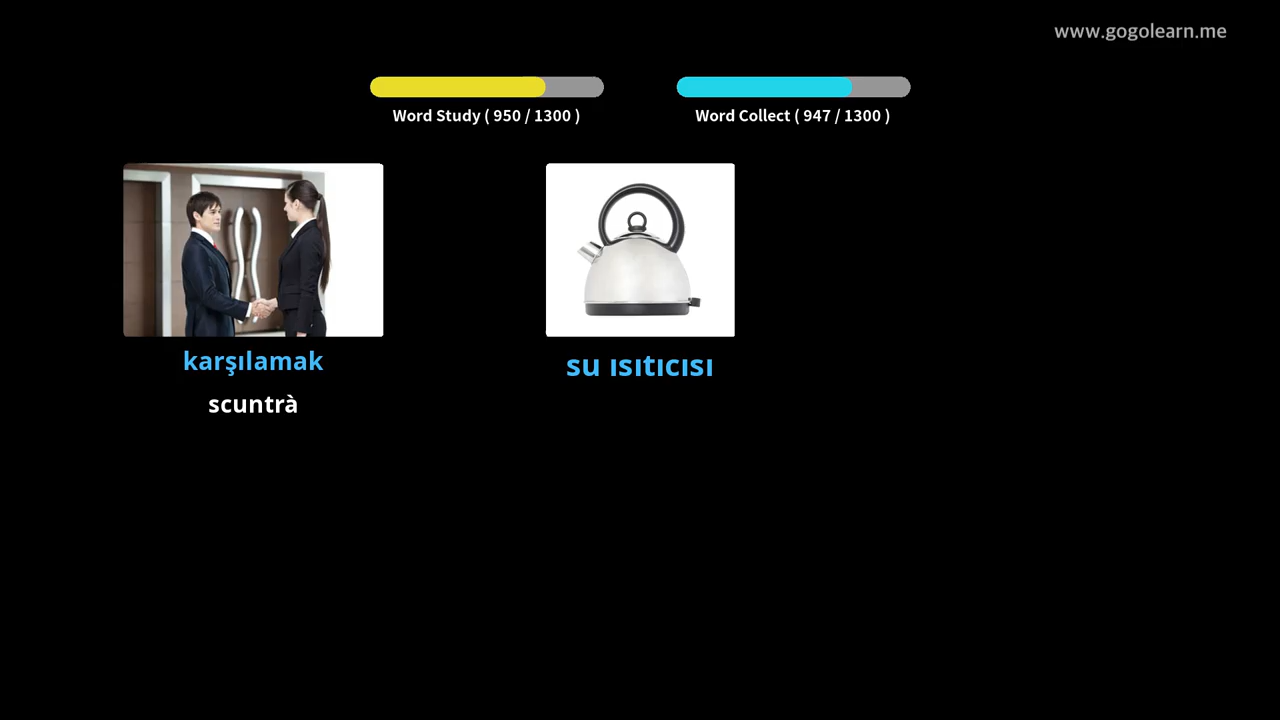 www.gogolearn.me
Word Study ( 950 / 1300 )
Word Collect ( 947 / 1300 )
karşılamak
scuntrà
su ısıtıcısı